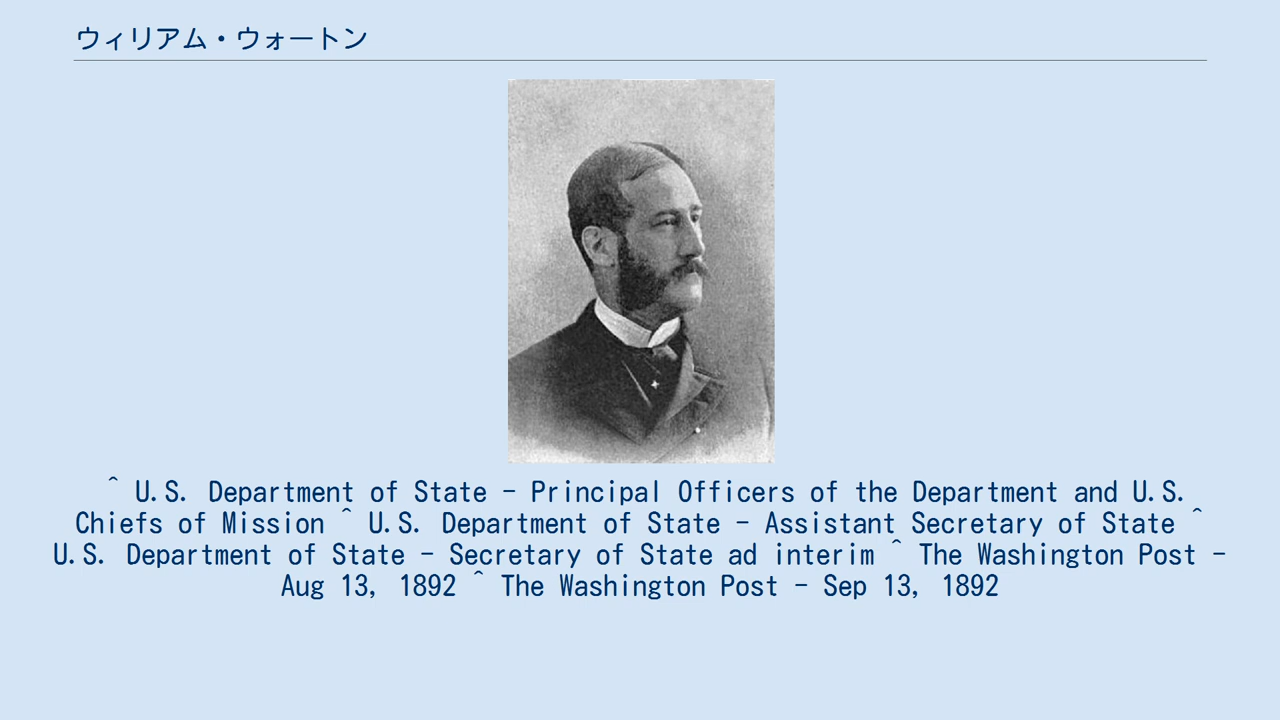 ウィリアム・ウォートン
^ U.S. Department of State - Principal Officers of the Department and U.S.
Chiefs of Mission ^ U.S. Department of State - Assistant Secretary of State ^
U.S. Department of State - Secretary of State ad interim ^ The Washington Post -
Aug 13, 1892 ^ The Washington Post - Sep 13, 1892